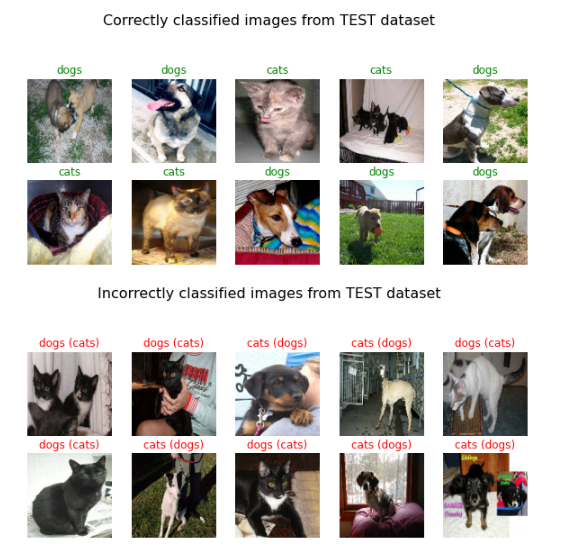 Correctly classified images from TEST dataset
dogs dogs cats cats dogs
cats cats dogs dogs dogs
Incorrectly classified images from TEST dataset
dogs (cats) dogs (cats) cats (dogs) cats (dogs) dogs (cats)
dogs (cats) cats (dogs) dogs (cats) cats (dogs) cats (dogs)